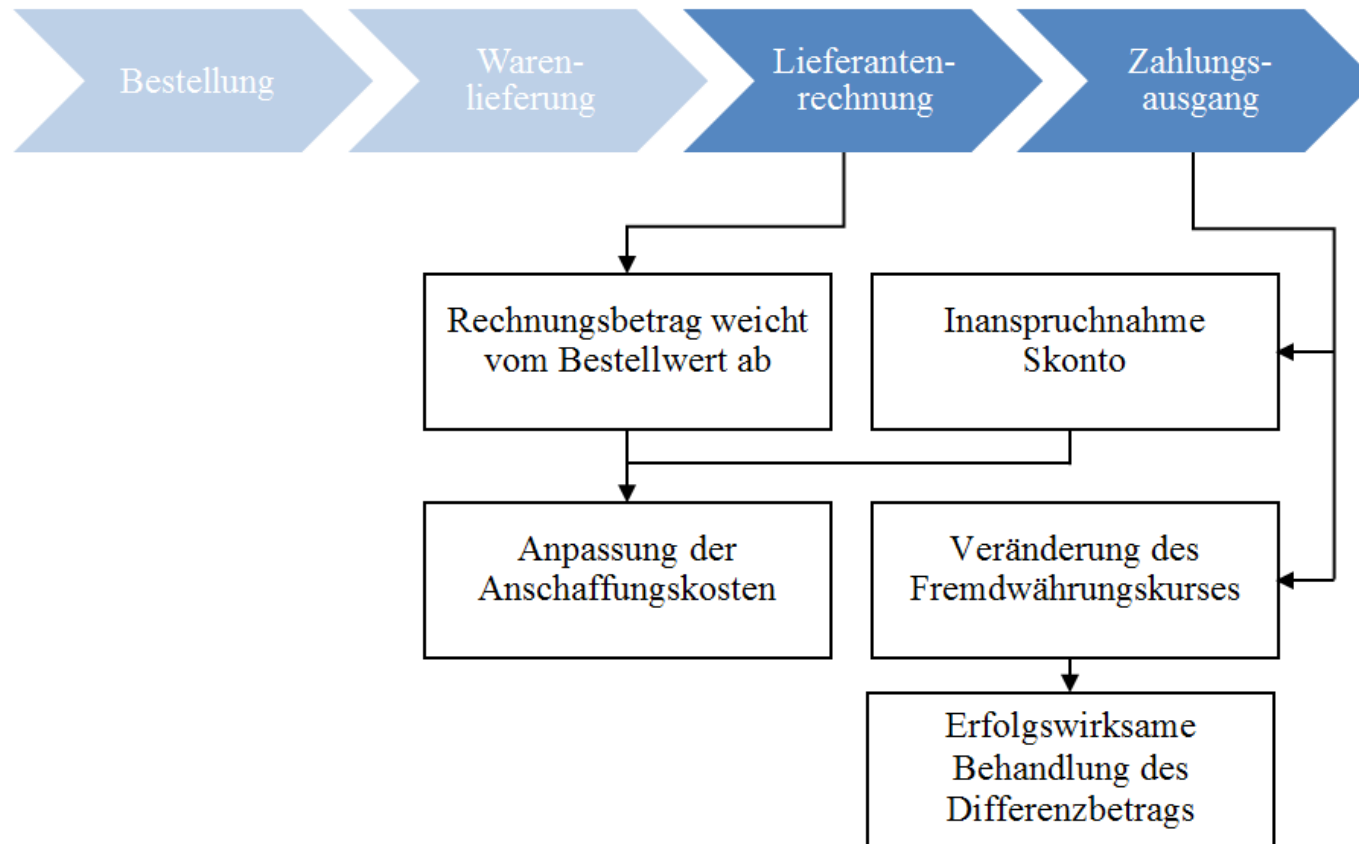 Bestellung
Waren-
lieferung
Lieferanten-
rechnung
Zahlungs-
ausgang
Rechnungsbetrag weicht
vom Bestellwert ab
Inanspruchnahme
Skonto
Anpassung der
Anschaffungskosten
Veränderung des
Fremdwährungskurses
Erfolgswirksame
Behandlung des
Differenzbetrags